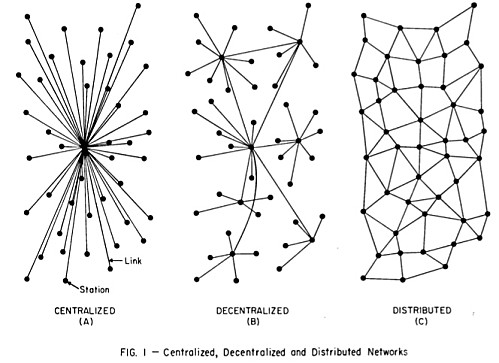 Link
Station
CENTRALIZED
(A)
DECENTRALIZED
(B)
DISTRIBUTED
(C)
FIG. I — Centralized, Decentralized and Distributed Networks